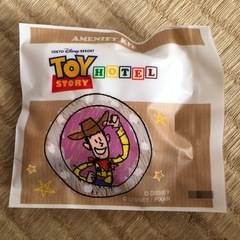 AMENITY KIT
TOKYO DISNEY RESORT
TOY STORY HOTEL
© DISNEY
© DISNEY / PIXAR